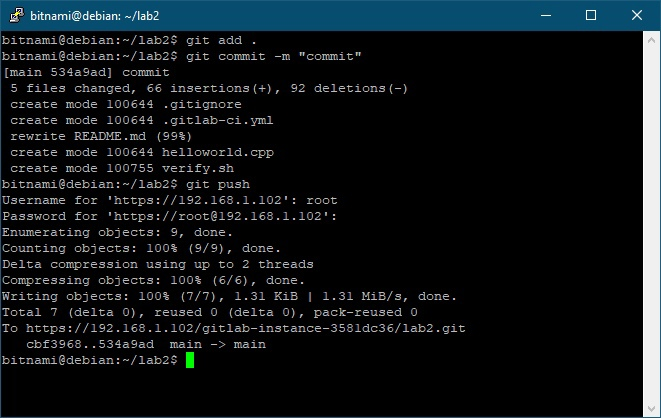 bitnami@debian: ~/lab2
bitnami@debian:~/lab2$ git add .
bitnami@debian:~/lab2$ git commit -m "commit"
[main 534a9ad] commit
 5 files changed, 66 insertions(+), 92 deletions(-)
 create mode 100644 .gitignore
 create mode 100644 .gitlab-ci.yml
 rewrite README.md (99%)
 create mode 100644 helloworld.cpp
 create mode 100755 verify.sh
bitnami@debian:~/lab2$ git push
Username for 'https://192.168.1.102': root
Password for 'https://root@192.168.1.102':
Enumerating objects: 9, done.
Counting objects: 100% (9/9), done.
Delta compression using up to 2 threads
Compressing objects: 100% (6/6), done.
Writing objects: 100% (7/7), 1.31 KiB | 1.31 MiB/s, done.
Total 7 (delta 0), reused 0 (delta 0), pack-reused 0
To https://192.168.1.102/gitlab-instance-3581dc36/lab2.git
   cbf3968..534a9ad  main -> main
bitnami@debian:~/lab2$